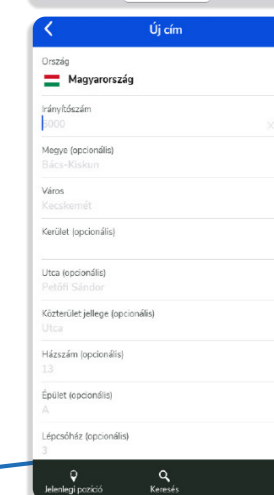 Új cím
Ország
Magyarország
Irányítószám
6000
Megye (opcionális)
Bács-Kiskun
Város
Kecskemét
Kerület (opcionális)
Utca (opcionális)
Petőfi Sándor
Közterület jellege (opcionális)
Utca
Házszám (opcionális)
13
Épület (opcionális)
A
Lépcsőház (opcionális)
3
Jelenlegi pozíció Keresés